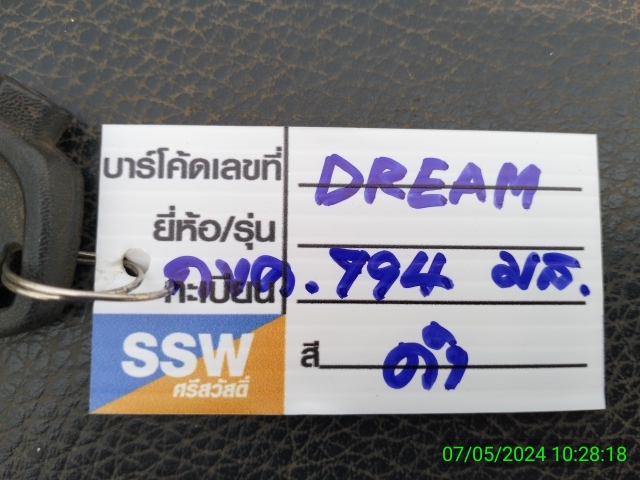 บาร์โค้ดเลขที่ DREAM
ยี่ห้อ/รุ่น
ทะเบียน กขค. 794 มส.
สี ดำ
SSW
ศรีสวัสดิ์
07/05/2024 10:28:18